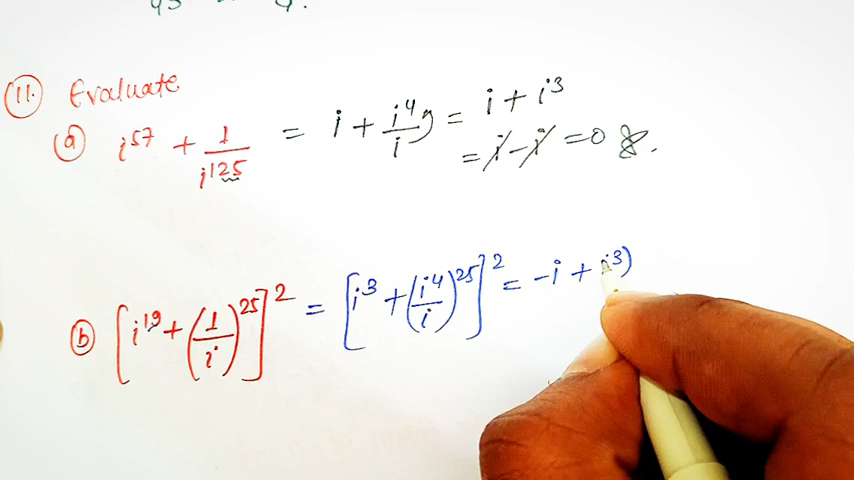 11. Evaluate
(a) i^57 + 1/i^125 = i + i^4/i = i + i^3
= i - i = 0
(b) [i^19 + (1/i)^25]^2 = [i^3 + (i^4/i)^25]^2 = -i + i^3)